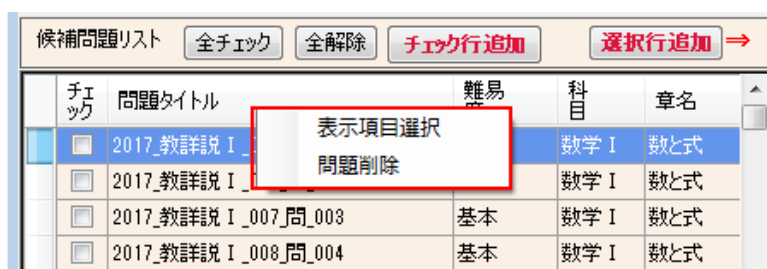 候補問題リスト 全チェック 全解除 チェック行追加 選択行追加 ⇒
チェック 問題タイトル 難易 科目 章名
表示項目選択
問題削除
2017_教詳説Ⅰ_ 数学Ⅰ 数と式
2017_教詳説Ⅰ_ 数学Ⅰ 数と式
2017_教詳説Ⅰ_007_問_003 基本 数学Ⅰ 数と式
2017_教詳説Ⅰ_008_問_004 基本 数学Ⅰ 数と式